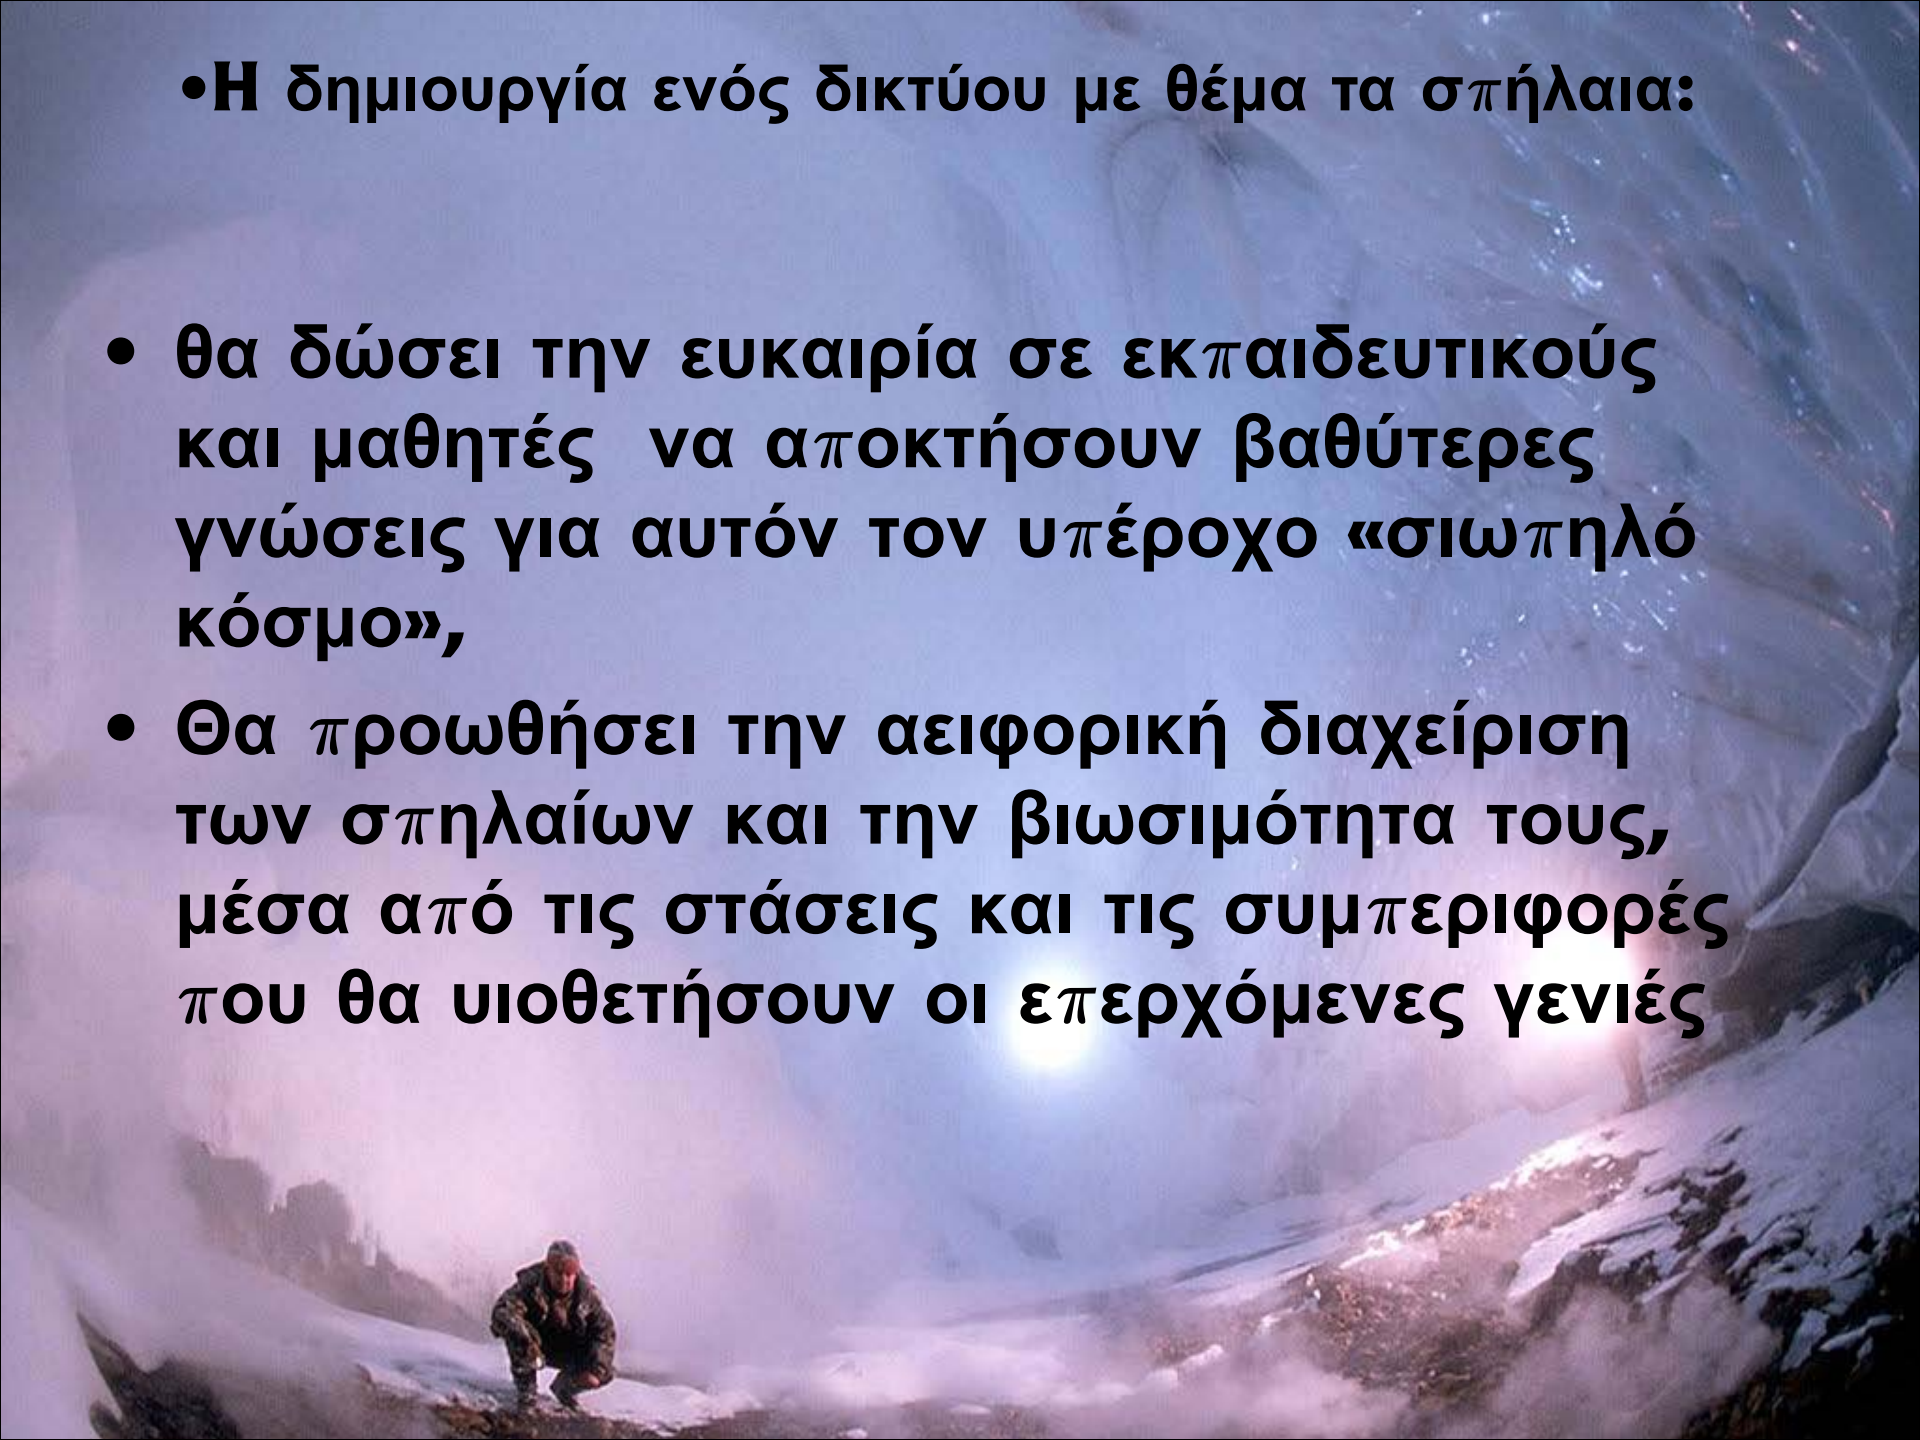 •Η δημιουργία ενός δικτύου με θέμα τα σπήλαια:
• θα δώσει την ευκαιρία σε εκπαιδευτικούς
και μαθητές να αποκτήσουν βαθύτερες
γνώσεις για αυτόν τον υπέροχο «σιωπηλό
κόσμο»,
• Θα προωθήσει την αειφορική διαχείριση
των σπηλαίων και την βιωσιμότητα τους,
μέσα από τις στάσεις και τις συμπεριφορές
που θα υιοθετήσουν οι επερχόμενες γενιές